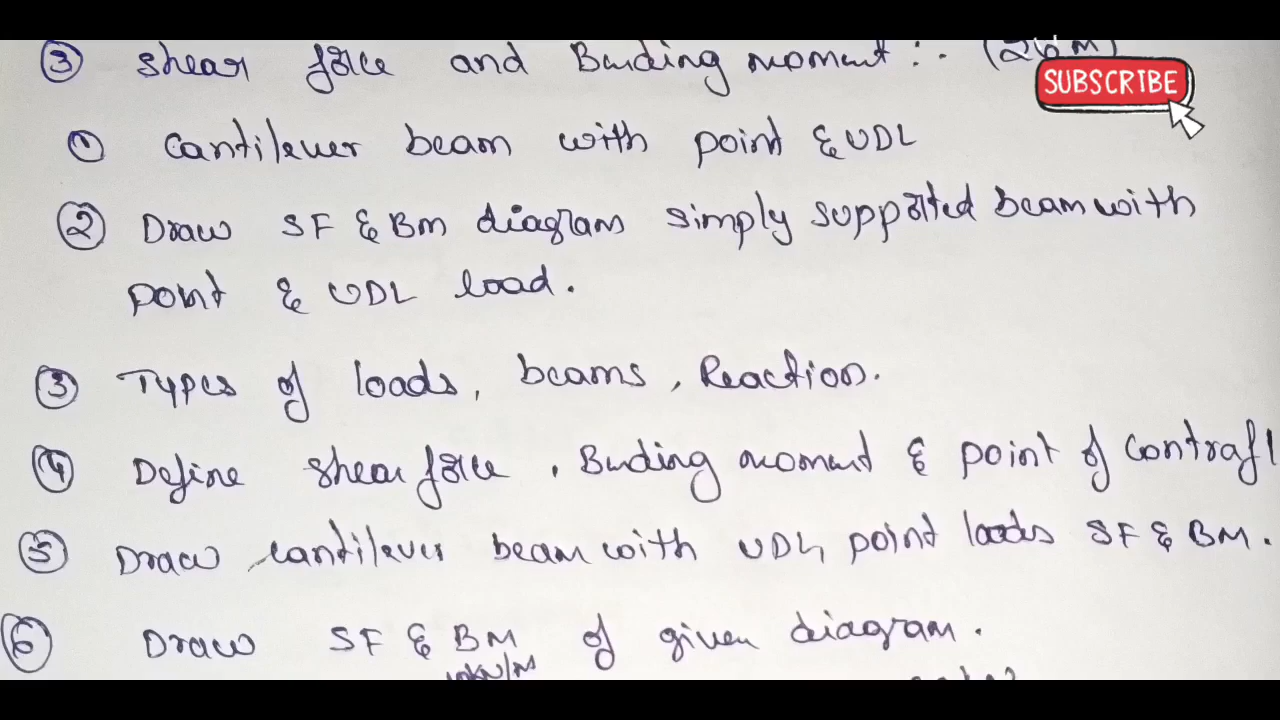 ③ Shear force and Bending moment :- (26m)
SUBSCRIBE
① Cantilever beam with point & UDL
② Draw SF & BM diagram simply supported beam with
point & UDL load.
③ Types of loads, beams, Reaction.
④ Define shear force, Bending moment & point of Contrafl
⑤ Draw cantilever beam with UDL, point loads SF & BM.
⑥ Draw SF & BM of given diagram.
10KN/M